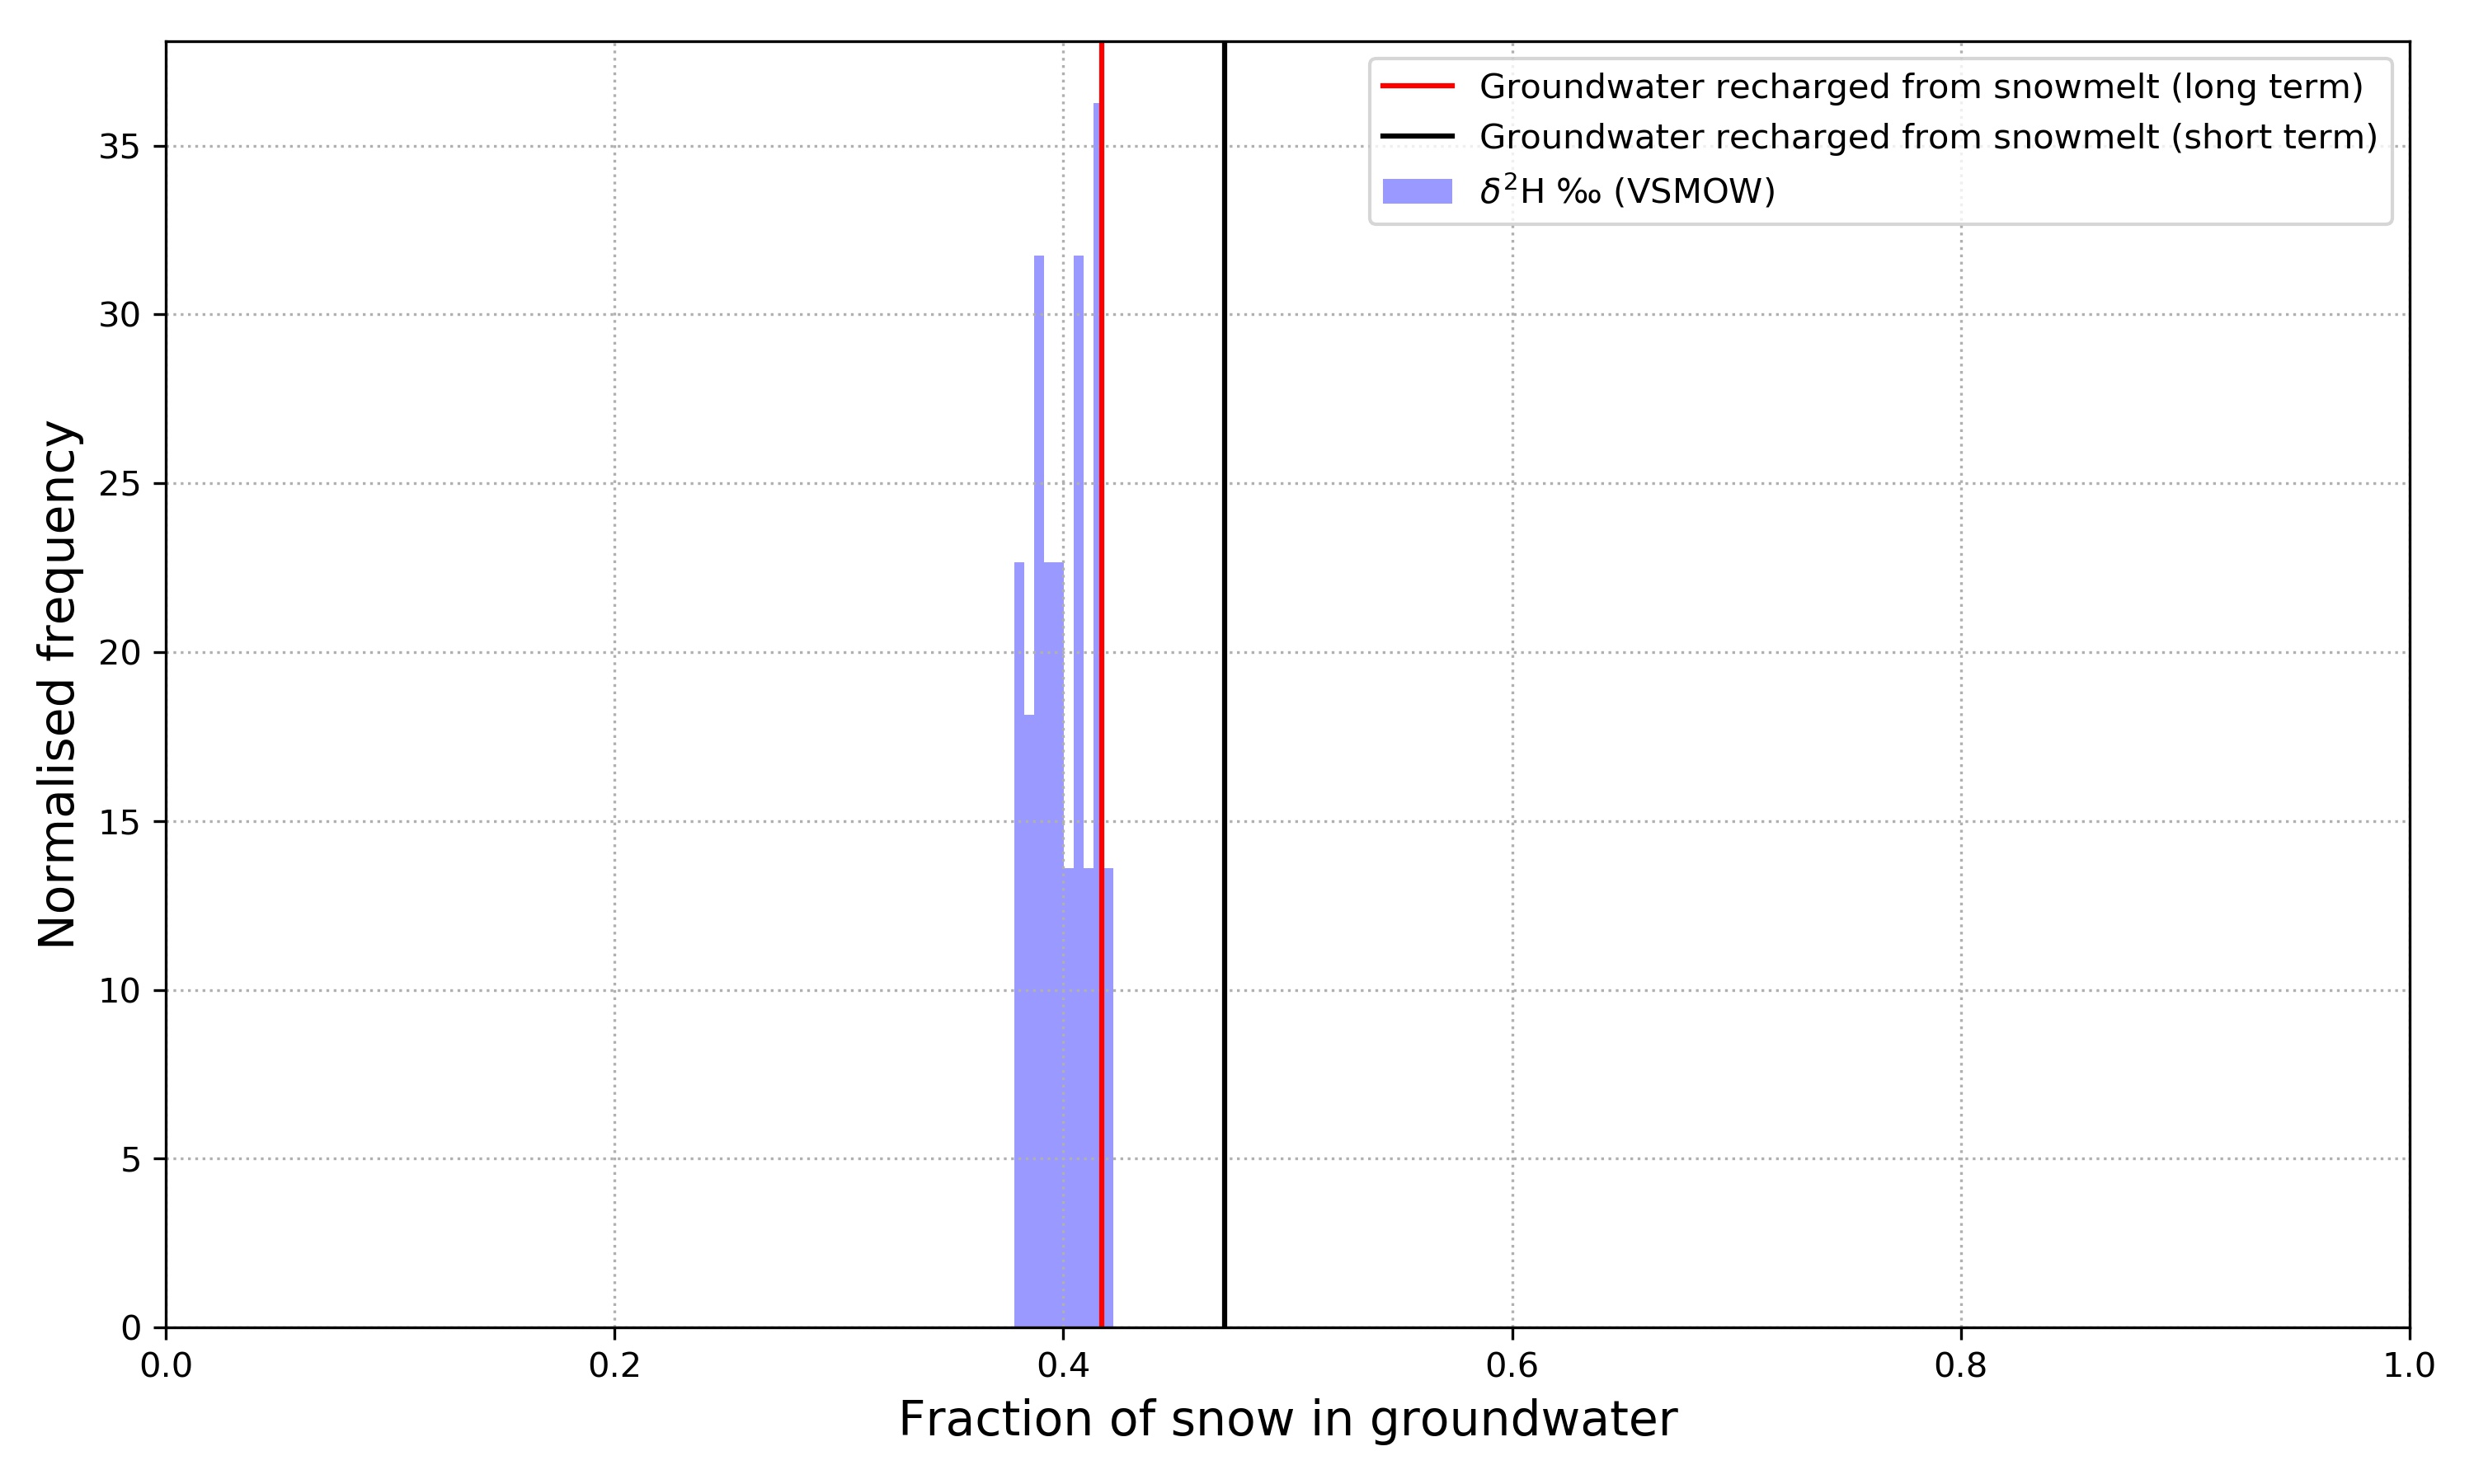 Groundwater recharged from snowmelt (long term)
Groundwater recharged from snowmelt (short term)
δ²H ‰ (VSMOW)
Normalised frequency
35
30
25
20
15
10
5
0
0.0 0.2 0.4 0.6 0.8 1.0
Fraction of snow in groundwater